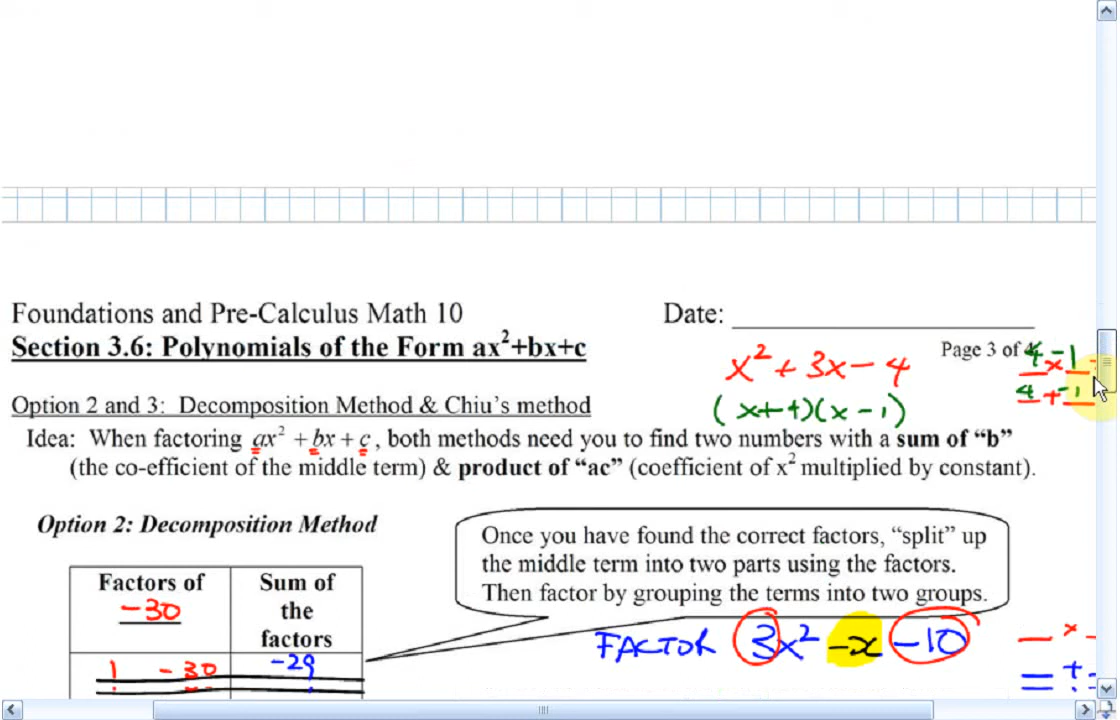 Foundations and Pre-Calculus Math 10
Date: ____________
Section 3.6: Polynomials of the Form ax²+bx+c
Page 3 of 4
x² + 3x - 4
4 x -1
(x+4)(x-1)
4 + -1
Option 2 and 3: Decomposition Method & Chiu's method
Idea: When factoring ax² + bx + c, both methods need you to find two numbers with a sum of “b”
(the co-efficient of the middle term) & product of “ac” (coefficient of x² multiplied by constant).
Option 2: Decomposition Method
Once you have found the correct factors, “split” up
the middle term into two parts using the factors.
Then factor by grouping the terms into two groups.
Factors of
-30
Sum of
the
factors
FACTOR 3x² -x -10
1 -30 -29